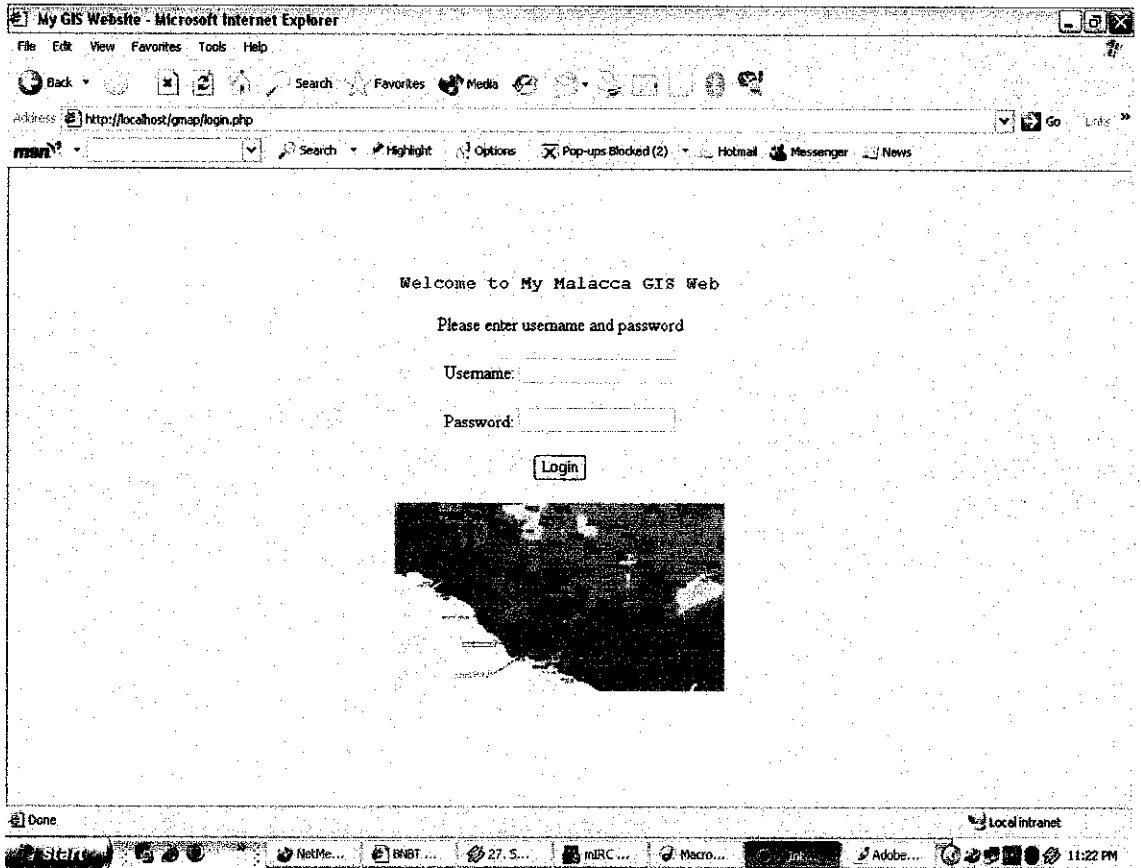 My GIS Website - Microsoft Internet Explorer
File Edit View Favorites Tools Help
Back Search Favorites Media
Address http://localhost/gmap/login.php Go Links »
msn Search Highlight Options Pop-ups Blocked (2) Hotmail Messenger News
Welcome to My Malacca GIS Web
Please enter username and password
Username:
Password:
Login
Done Local intranet
Start » NetMe... BNBT ... 27. S... mIRC ... Macro... Adobe... 11:22 PM